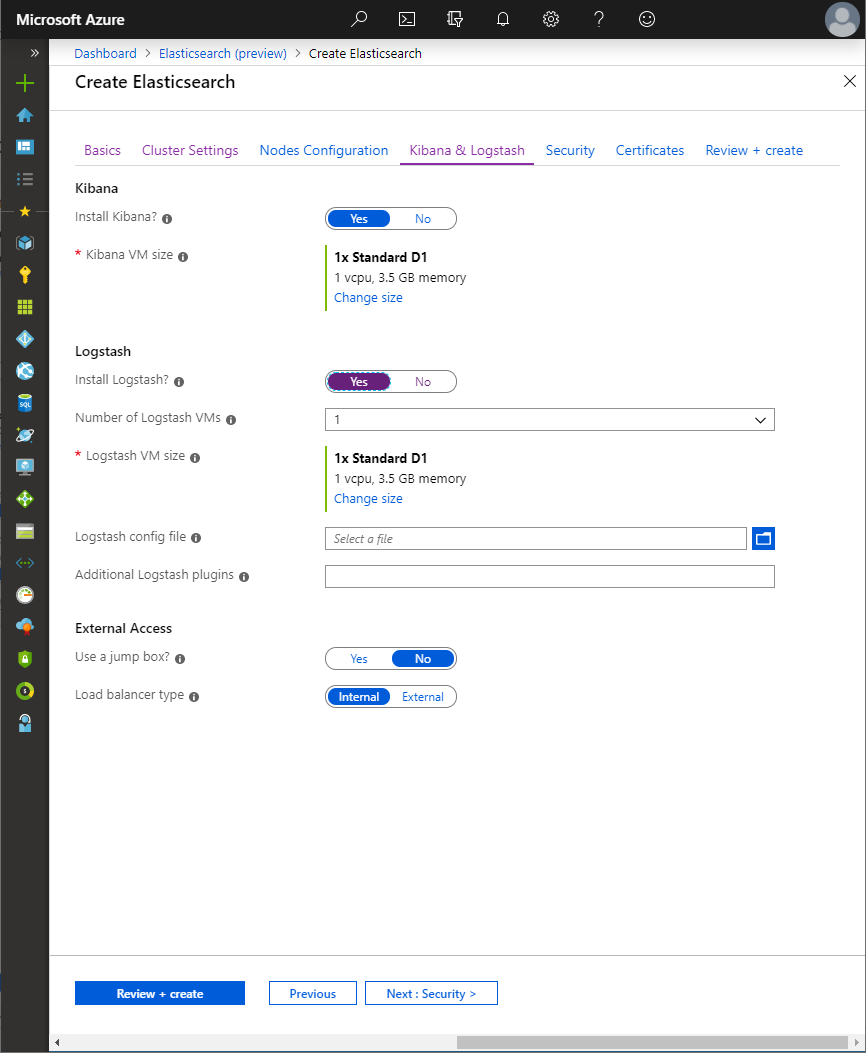 Microsoft Azure
Dashboard > Elasticsearch (preview) > Create Elasticsearch
Create Elasticsearch
Basics Cluster Settings Nodes Configuration Kibana & Logstash Security Certificates Review + create
Kibana
Install Kibana? Yes No
* Kibana VM size 1x Standard D1
1 vcpu, 3.5 GB memory
Change size
Logstash
Install Logstash? Yes No
Number of Logstash VMs 1
* Logstash VM size 1x Standard D1
1 vcpu, 3.5 GB memory
Change size
Logstash config file Select a file
Additional Logstash plugins
External Access
Use a jump box? Yes No
Load balancer type Internal External
Review + create Previous Next : Security >